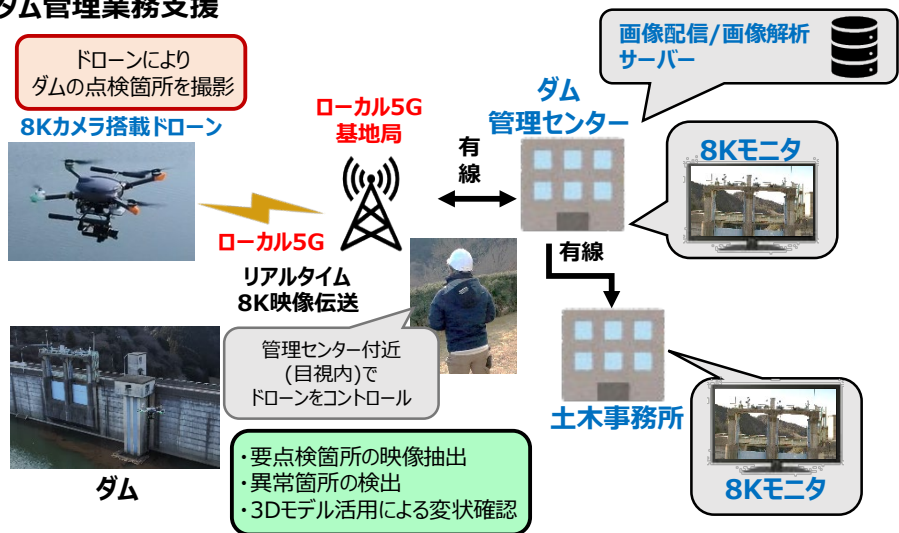 ダム管理業務支援
ドローンにより
ダムの点検箇所を撮影
8Kカメラ搭載ドローン
ローカル5G
基地局
ローカル5G
リアルタイム
8K映像伝送
有
線
ダム
管理センター
画像配信/画像解析
サーバー
8Kモニタ
有線
管理センター付近
(目視内)で
ドローンをコントロール
土木事務所
8Kモニタ
ダム
・要点検箇所の映像抽出
・異常箇所の検出
・3Dモデル活用による変状確認